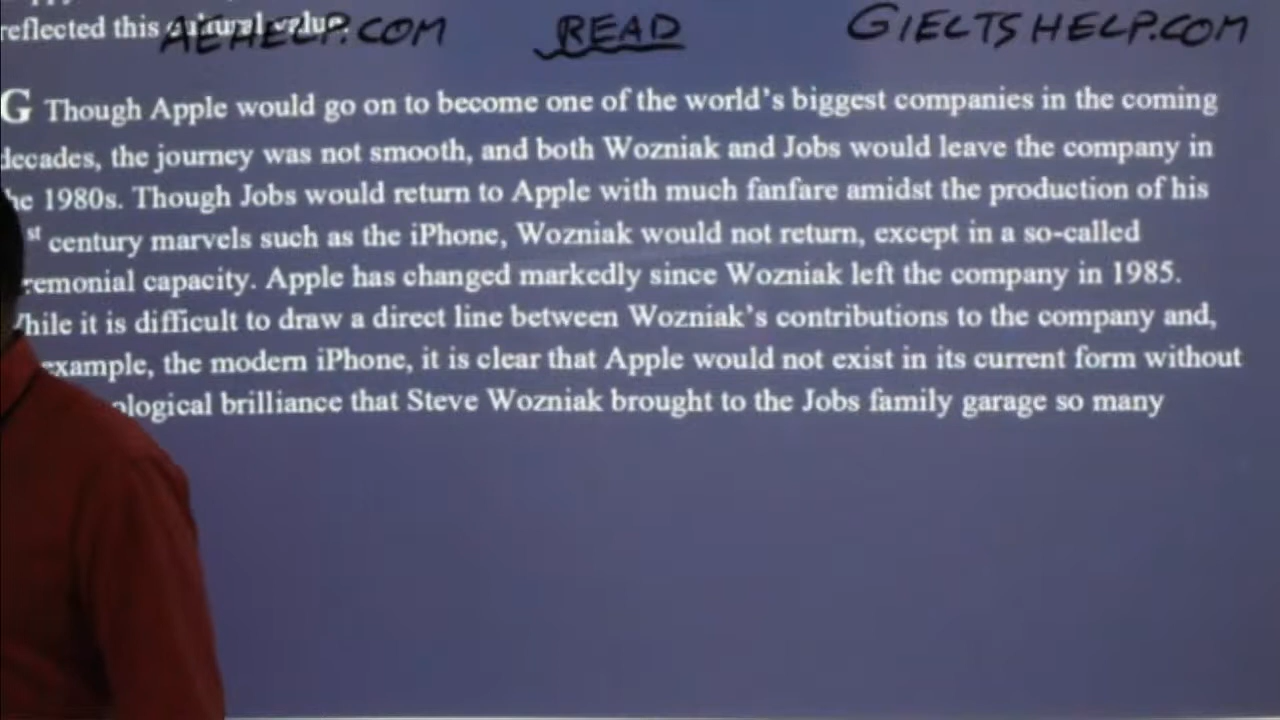 reflected this cultural value.
AEHELP.COM READ GIELTSHELP.COM
G Though Apple would go on to become one of the world's biggest companies in the coming
decades, the journey was not smooth, and both Wozniak and Jobs would leave the company in
he 1980s. Though Jobs would return to Apple with much fanfare amidst the production of his
st century marvels such as the iPhone, Wozniak would not return, except in a so-called
remonial capacity. Apple has changed markedly since Wozniak left the company in 1985.
hile it is difficult to draw a direct line between Wozniak's contributions to the company and,
example, the modern iPhone, it is clear that Apple would not exist in its current form without
ological brilliance that Steve Wozniak brought to the Jobs family garage so many